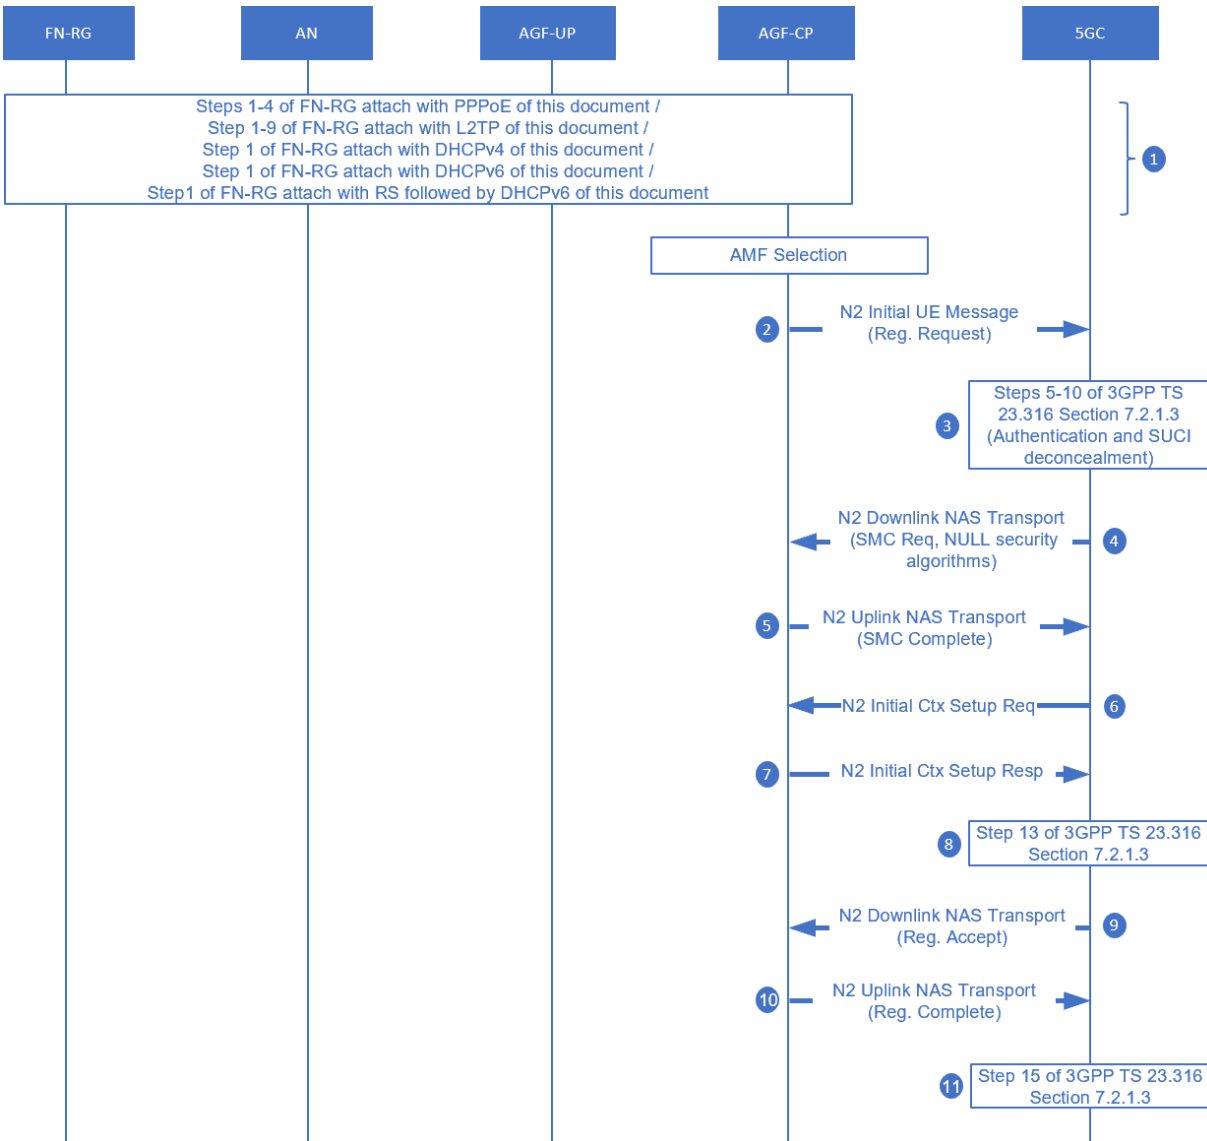 FN-RG
AN
AGF-UP
AGF-CP
5GC
Steps 1-4 of FN-RG attach with PPPoE of this document /
Step 1-9 of FN-RG attach with L2TP of this document /
Step 1 of FN-RG attach with DHCPv4 of this document /
Step 1 of FN-RG attach with DHCPv6 of this document /
Step1 of FN-RG attach with RS followed by DHCPv6 of this document
1
AMF Selection
2
N2 Initial UE Message
(Reg. Request)
3
Steps 5-10 of 3GPP TS
23.316 Section 7.2.1.3
(Authentication and SUCI
deconcealment)
N2 Downlink NAS Transport
(SMC Req, NULL security
algorithms)
4
5
N2 Uplink NAS Transport
(SMC Complete)
N2 Initial Ctx Setup Req
6
7
N2 Initial Ctx Setup Resp
8
Step 13 of 3GPP TS 23.316
Section 7.2.1.3
N2 Downlink NAS Transport
(Reg. Accept)
9
10
N2 Uplink NAS Transport
(Reg. Complete)
11
Step 15 of 3GPP TS 23.316
Section 7.2.1.3